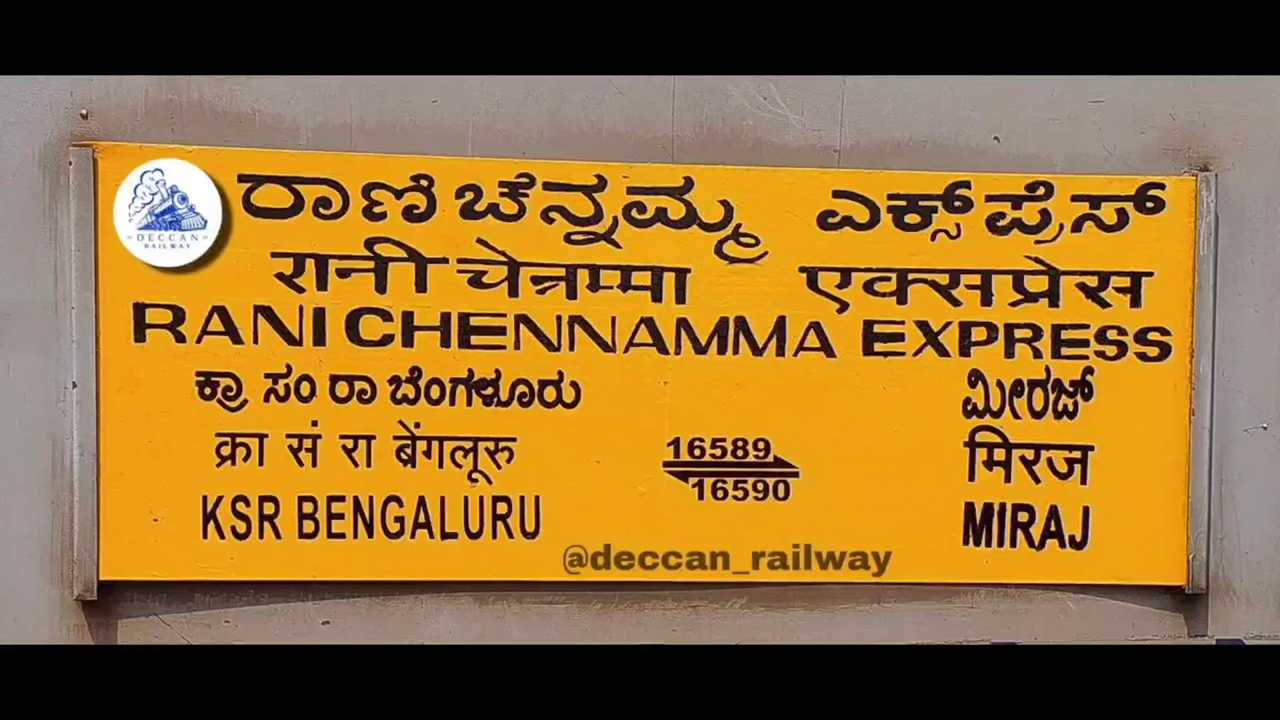 DECCAN
RAILWAY
ರಾಣಿ ಚೆನ್ನಮ್ಮ ಎಕ್ಸ್ ಪ್ರೆಸ್
रानी चेन्नम्मा एक्सप्रेस
RANI CHENNAMMA EXPRESS
ಕ್ರಾ ಸಂ ರಾ ಬೆಂಗಳೂರು ಮೀರಜ್
क्रा सं रा बेंगलूरु 16589 मिरज
16590
KSR BENGALURU MIRAJ
@deccan_railway